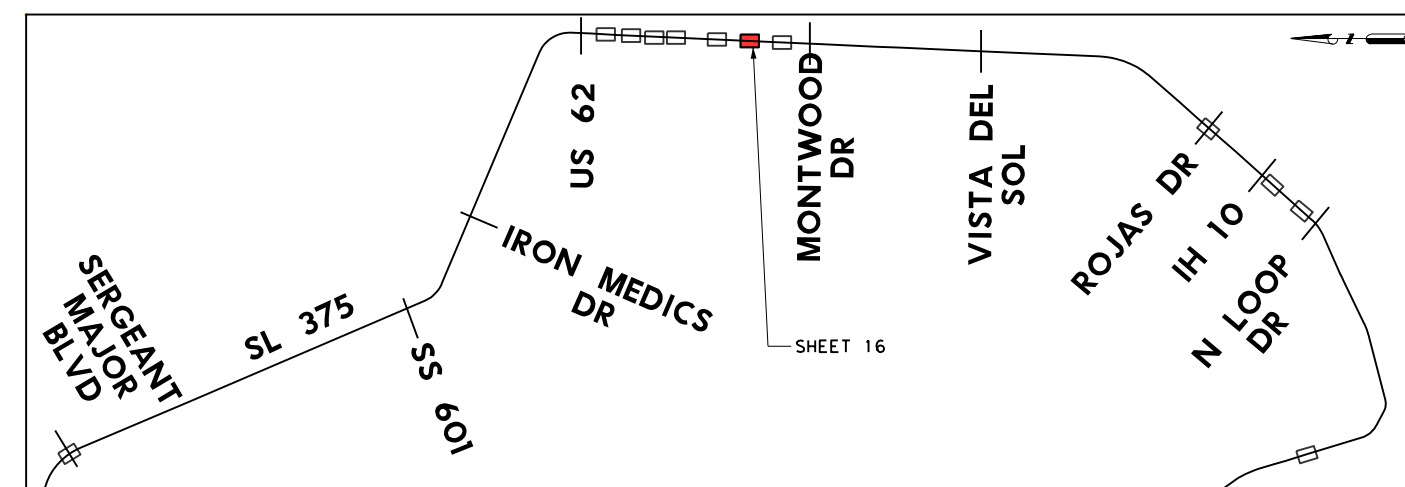 US 62
MONTWOOD
DR
VISTA DEL
SOL
ROJAS DR
IH 10
N LOOP
DR
IRON MEDICS
DR
SERGEANT
MAJOR
BLVD
SL 375
SS 601
SHEET 16